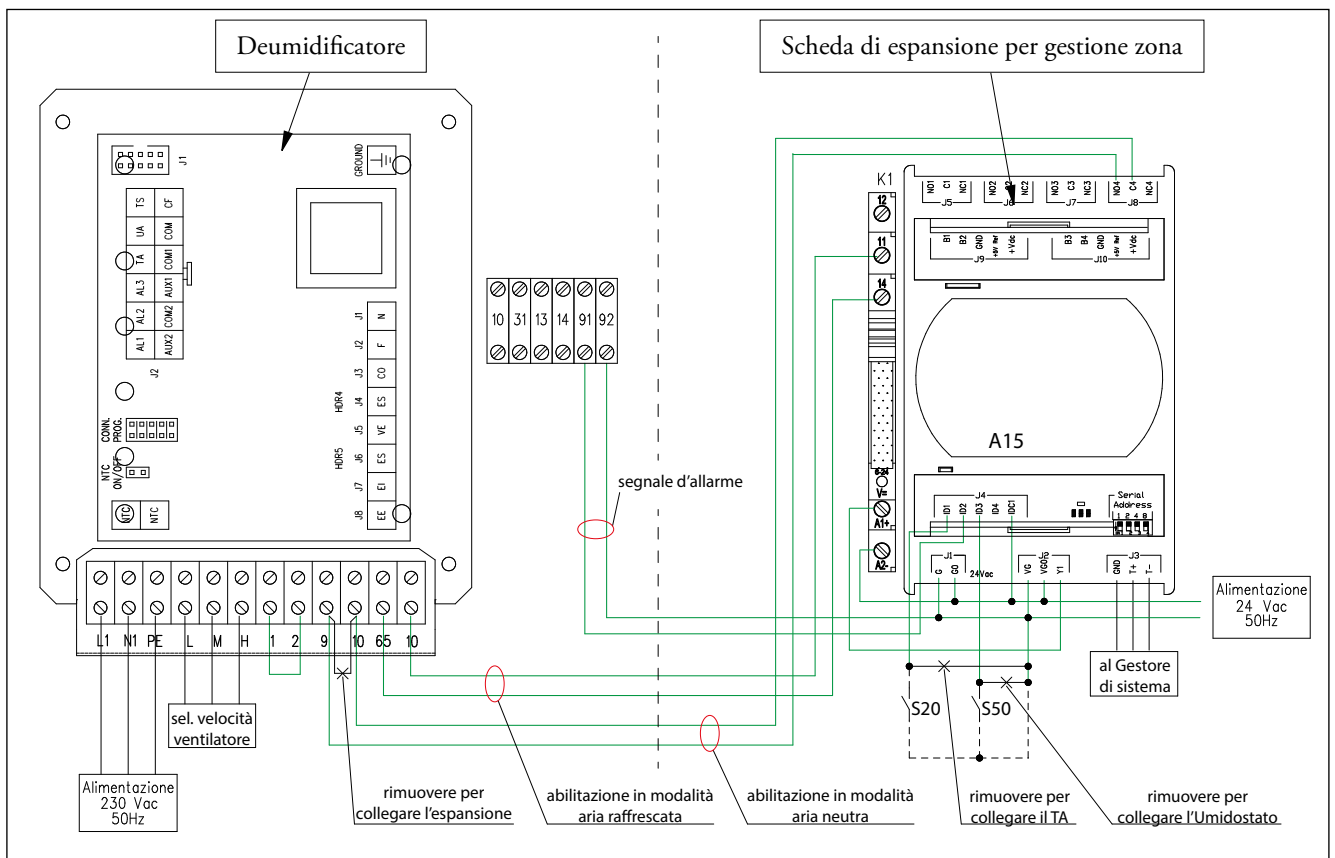 Deumidificatore
Scheda di espansione per gestione zona
J1
GROUND
TS
CF
UA
COM
TA
COM1
AL3
AUX1
AL2
COM2
AL1
AUX2
J2
CONN.
PROG.
NTC
ON/OFF
NTC
NTC
J1
N
J2
F
J3
CO
HDR4
J4
ES
J5
VE
HDR5
J6
ES
J7
EI
J8
EE
10 31 13 14 91 92
L1 N1 PE L M H 1 2 9 10 65 10
sel. velocità
ventilatore
Alimentazione
230 Vac
50Hz
rimuovere per
collegare l'espansione
abilitazione in modalità
aria raffrescata
abilitazione in modalità
aria neutra
segnale d'allarme
K1
12
11
14
6-24
V=
A1+
A2-
NO1 C1 NC1
J5
NO2 NC2
J6
NO3 C3 NC3
J7
NO4 C4 NC4
J8
B1 B2 GND +5V Ref +Vdc
J9
B3 B4 GND +5V Ref +Vdc
J10
A15
J4
ID1 ID2 ID3 ID4 IDC1
Serial
Address
1 2 4 8
J1
G G0
24Vac
J2
VG VG0 Y1
J3
GND T+ T-
Alimentazione
24 Vac
50Hz
al Gestore
di sistema
S20
S50
rimuovere per
collegare il TA
rimuovere per
collegare l'Umidostato